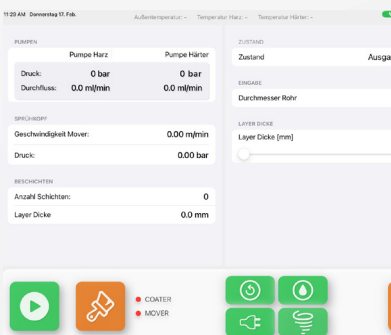 11:29 AM Donnerstag 17. Feb.
Außentemperatur: - Temperatur Harz: - Temperatur Härter: -
PUMPEN
Pumpe Harz Pumpe Härter
Druck: 0 bar 0 bar
Durchfluss: 0.0 ml/min 0.0 ml/min
SPRÜHKOPF
Geschwindigkeit Mover: 0.00 m/min
Druck: 0.00 bar
BESCHICHTEN
Anzahl Schichten: 0
Layer Dicke 0.0 mm
ZUSTAND
Zustand Ausga
EINGABE
Durchmesser Rohr
LAYER DICKE
Layer Dicke [mm]
COATER
MOVER